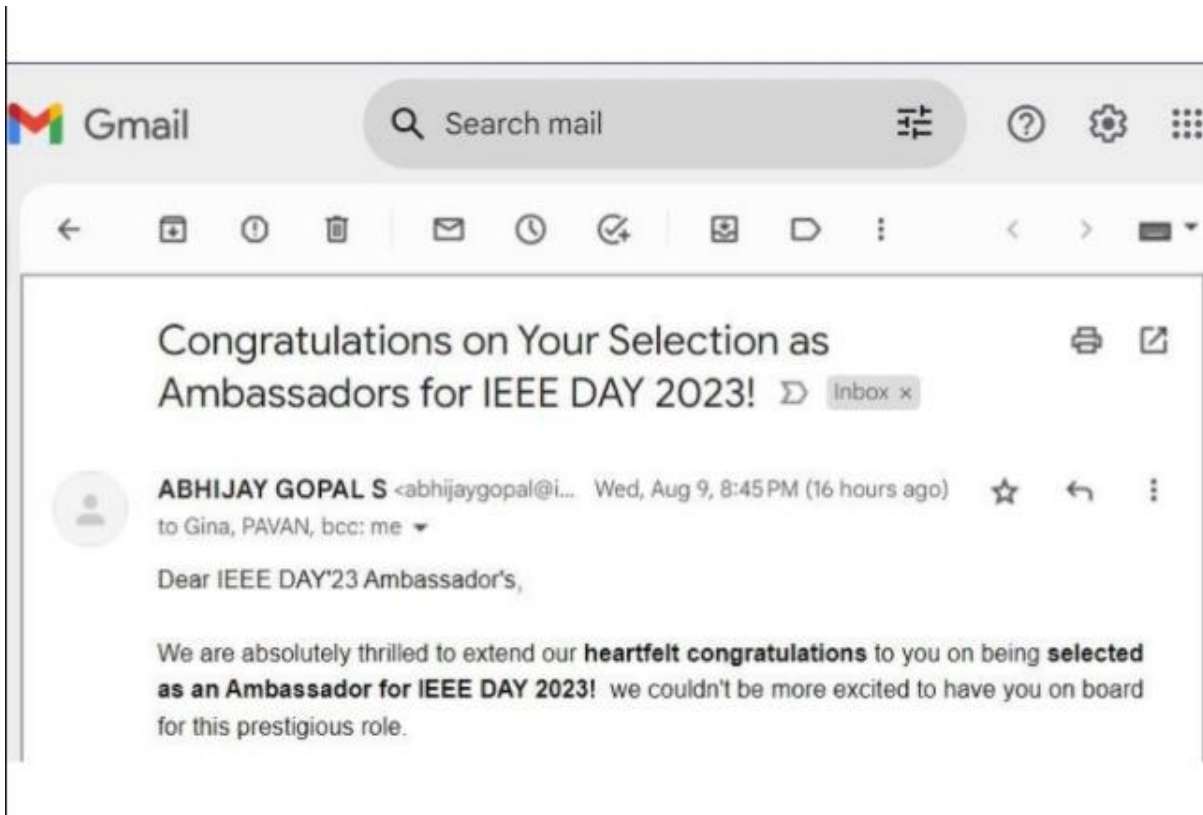 Gmail
Search mail
Congratulations on Your Selection as
Ambassadors for IEEE DAY 2023! Inbox ×
ABHIJAY GOPAL S <abhijaygopal@i... Wed, Aug 9, 8:45 PM (16 hours ago)
to Gina, PAVAN, bcc: me
Dear IEEE DAY'23 Ambassador's,
We are absolutely thrilled to extend our heartfelt congratulations to you on being selected
as an Ambassador for IEEE DAY 2023! we couldn't be more excited to have you on board
for this prestigious role.